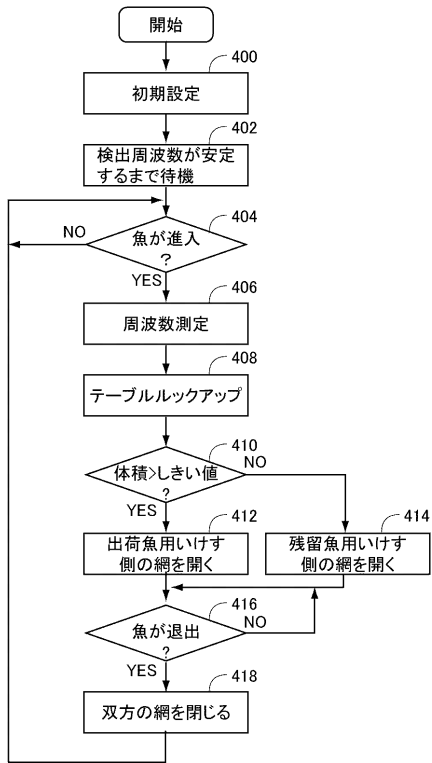 開始
400
初期設定
402
検出周波数が安定
するまで待機
404
NO
魚が進入
?
YES
406
周波数測定
408
テーブルルックアップ
410
体積>しきい値
?
NO
YES
412
出荷魚用いけす
側の網を開く
414
残留魚用いけす
側の網を開く
416
魚が退出
?
NO
YES
418
双方の網を閉じる